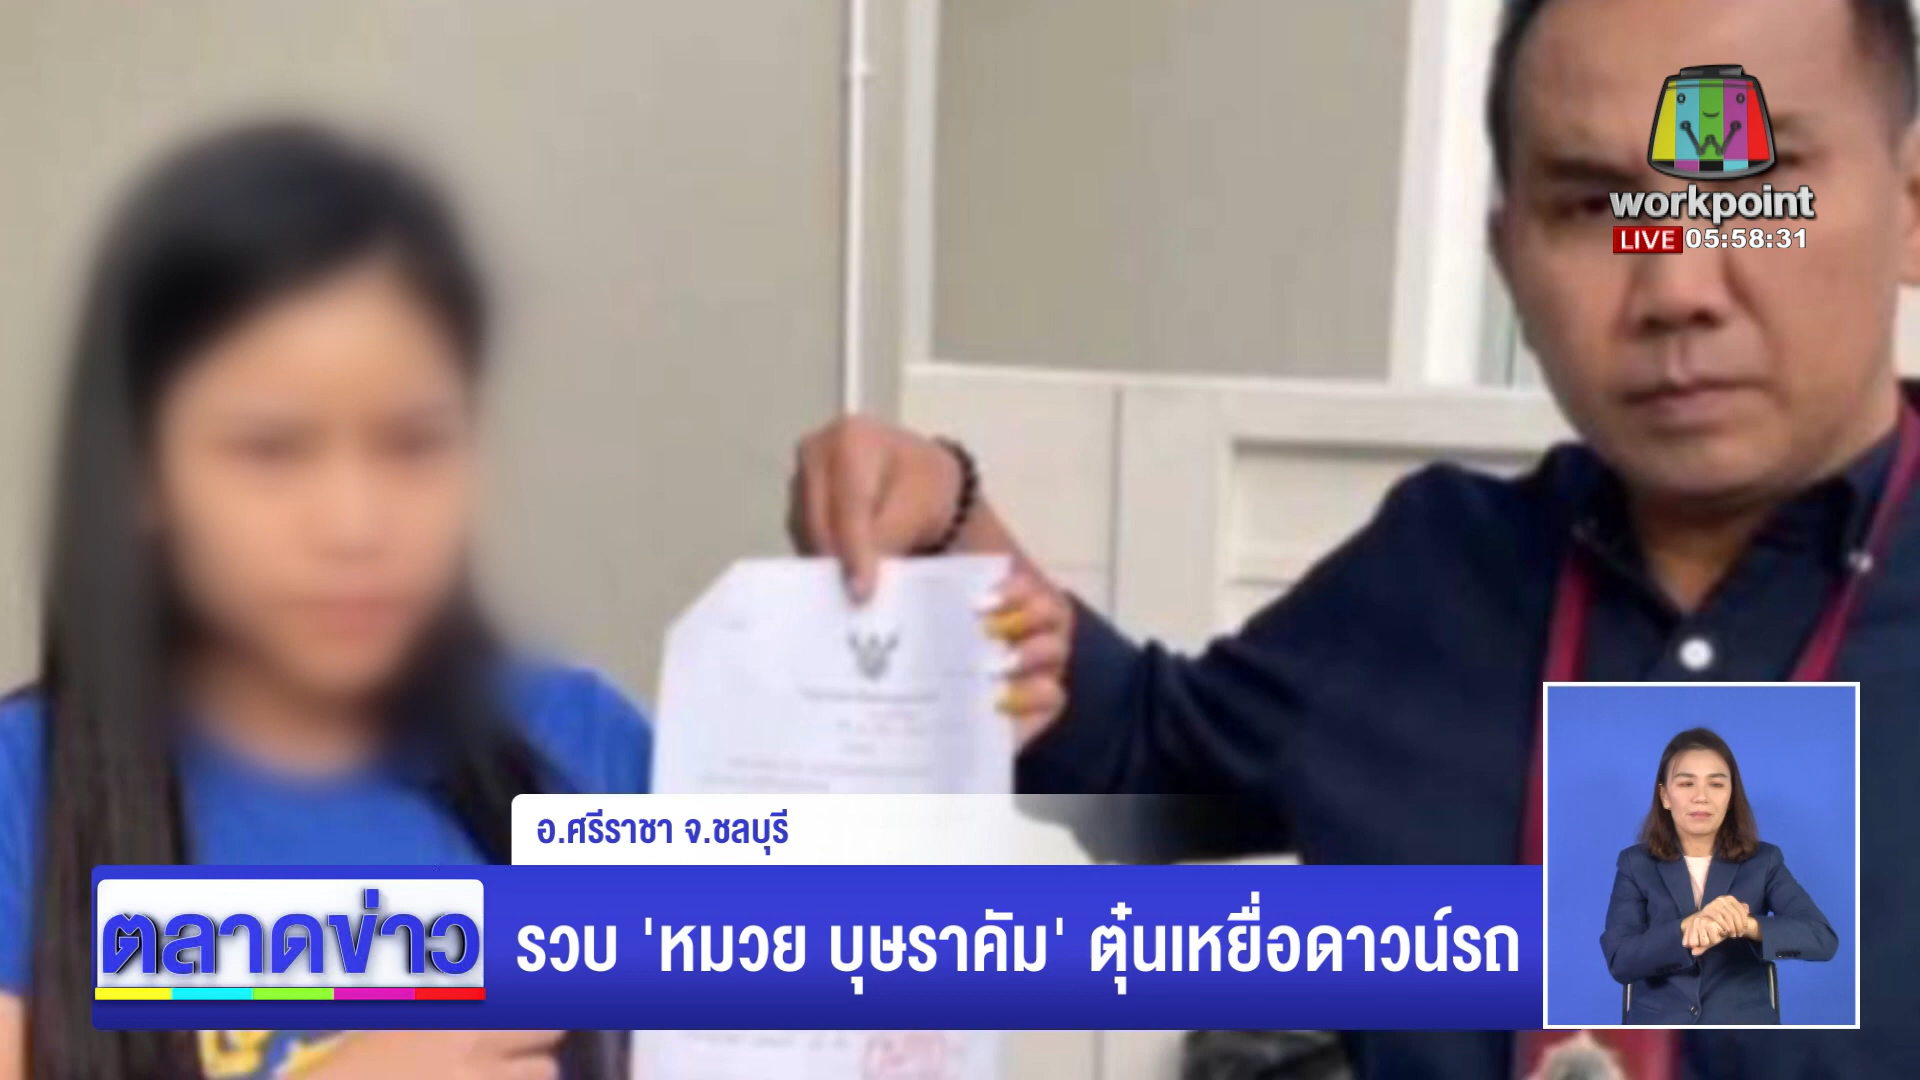 workpoint
LIVE 05:58:31
อ.ศรีราชา จ.ชลบุรี
ตลาดข่าว
รวบ 'หมวย บุษราคัม' ตุ๋นเหยื่อดาวน์รถ